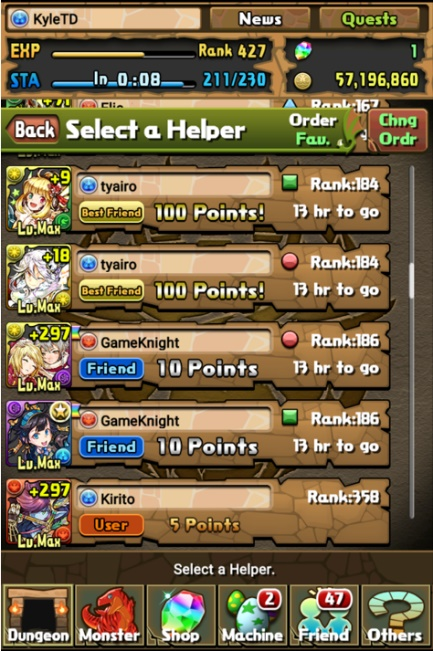 KyleTD
News
Quests
EXP
Rank 427
1
STA
In 0:08
211/230
57,196,860
Rank:167
Back
Select a Helper
Order
Fav.
Chng
Ordr
+9
tyairo
Rank:184
Best Friend
100 Points!
13 hr to go
Lv.Max
+18
tyairo
Rank:184
Best Friend
100 Points!
13 hr to go
Lv.Max
+297
GameKnight
Rank:186
Friend
10 Points
13 hr to go
Lv.Max
GameKnight
Rank:186
Friend
10 Points
13 hr to go
Lv.Max
+297
Kirito
Rank:358
User
5 Points
Lv.Max
Select a Helper.
2
47
Dungeon
Monster
Shop
Machine
Friend
Others